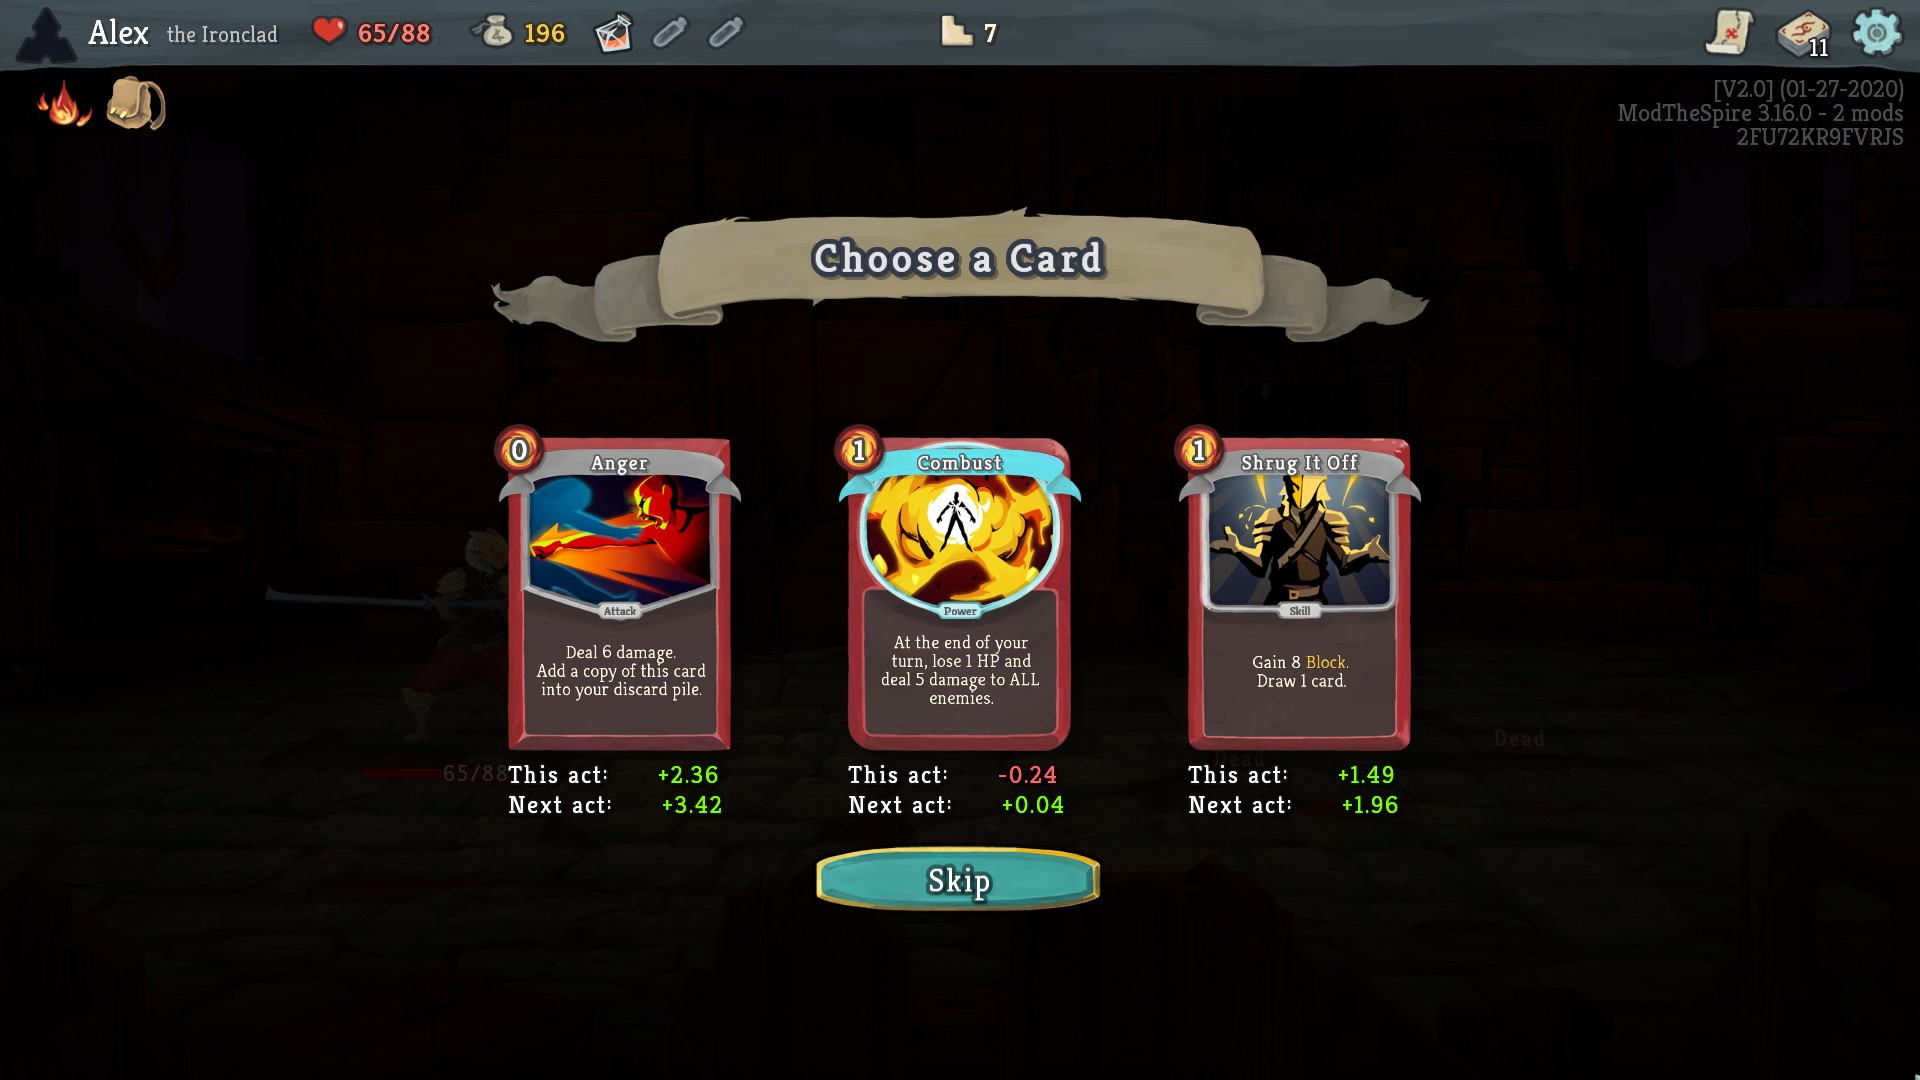 Alex the Ironclad 65/88 196 7 11
[V2.0] (01-27-2020)
ModTheSpire 3.16.0 - 2 mods
2FU72KR9FVRJS
Choose a Card
0 Anger
Attack
Deal 6 damage.
Add a copy of this card
into your discard pile.
1 Combust
Power
At the end of your
turn, lose 1 HP and
deal 5 damage to ALL
enemies.
1 Shrug It Off
Skill
Gain 8 Block.
Draw 1 card.
Dead
Dead
65/88
This act: +2.36
Next act: +3.42
This act: -0.24
Next act: +0.04
This act: +1.49
Next act: +1.96
Skip